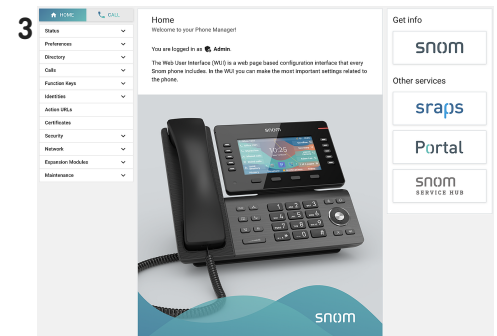 3
HOME
CALL
Status
Preferences
Directory
Calls
Function Keys
Identities
Action URLs
Certificates
Security
Network
Expansion Modules
Maintenance
Home
Welcome to your Phone Manager!
You are logged in as Admin.
The Web User Interface (WUI) is a web page based configuration interface that every
Snom phone includes. In the WUI you can make the most important settings related to
the phone.
snom
10:25
snom
Get info
snom
Other services
sraps
Portal
snom
SERVICE HUB